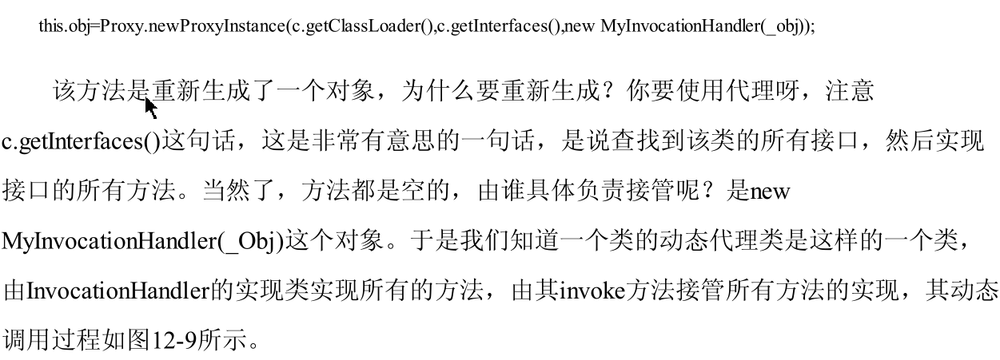 this.obj=Proxy.newProxyInstance(c.getClassLoader(),c.getInterfaces(),new MyInvocationHandler(_obj));
该方法是重新生成了一个对象，为什么要重新生成？你要使用代理呀，注意
c.getInterfaces()这句话，这是非常有意思的一句话，是说查找到该类的所有接口，然后实现
接口的所有方法。当然了，方法都是空的，由谁具体负责接管呢？是new
MyInvocationHandler(_Obj)这个对象。于是我们知道一个类的动态代理类是这样的一个类，
由InvocationHandler的实现类实现所有的方法，由其invoke方法接管所有方法的实现，其动态
调用过程如图12-9所示。